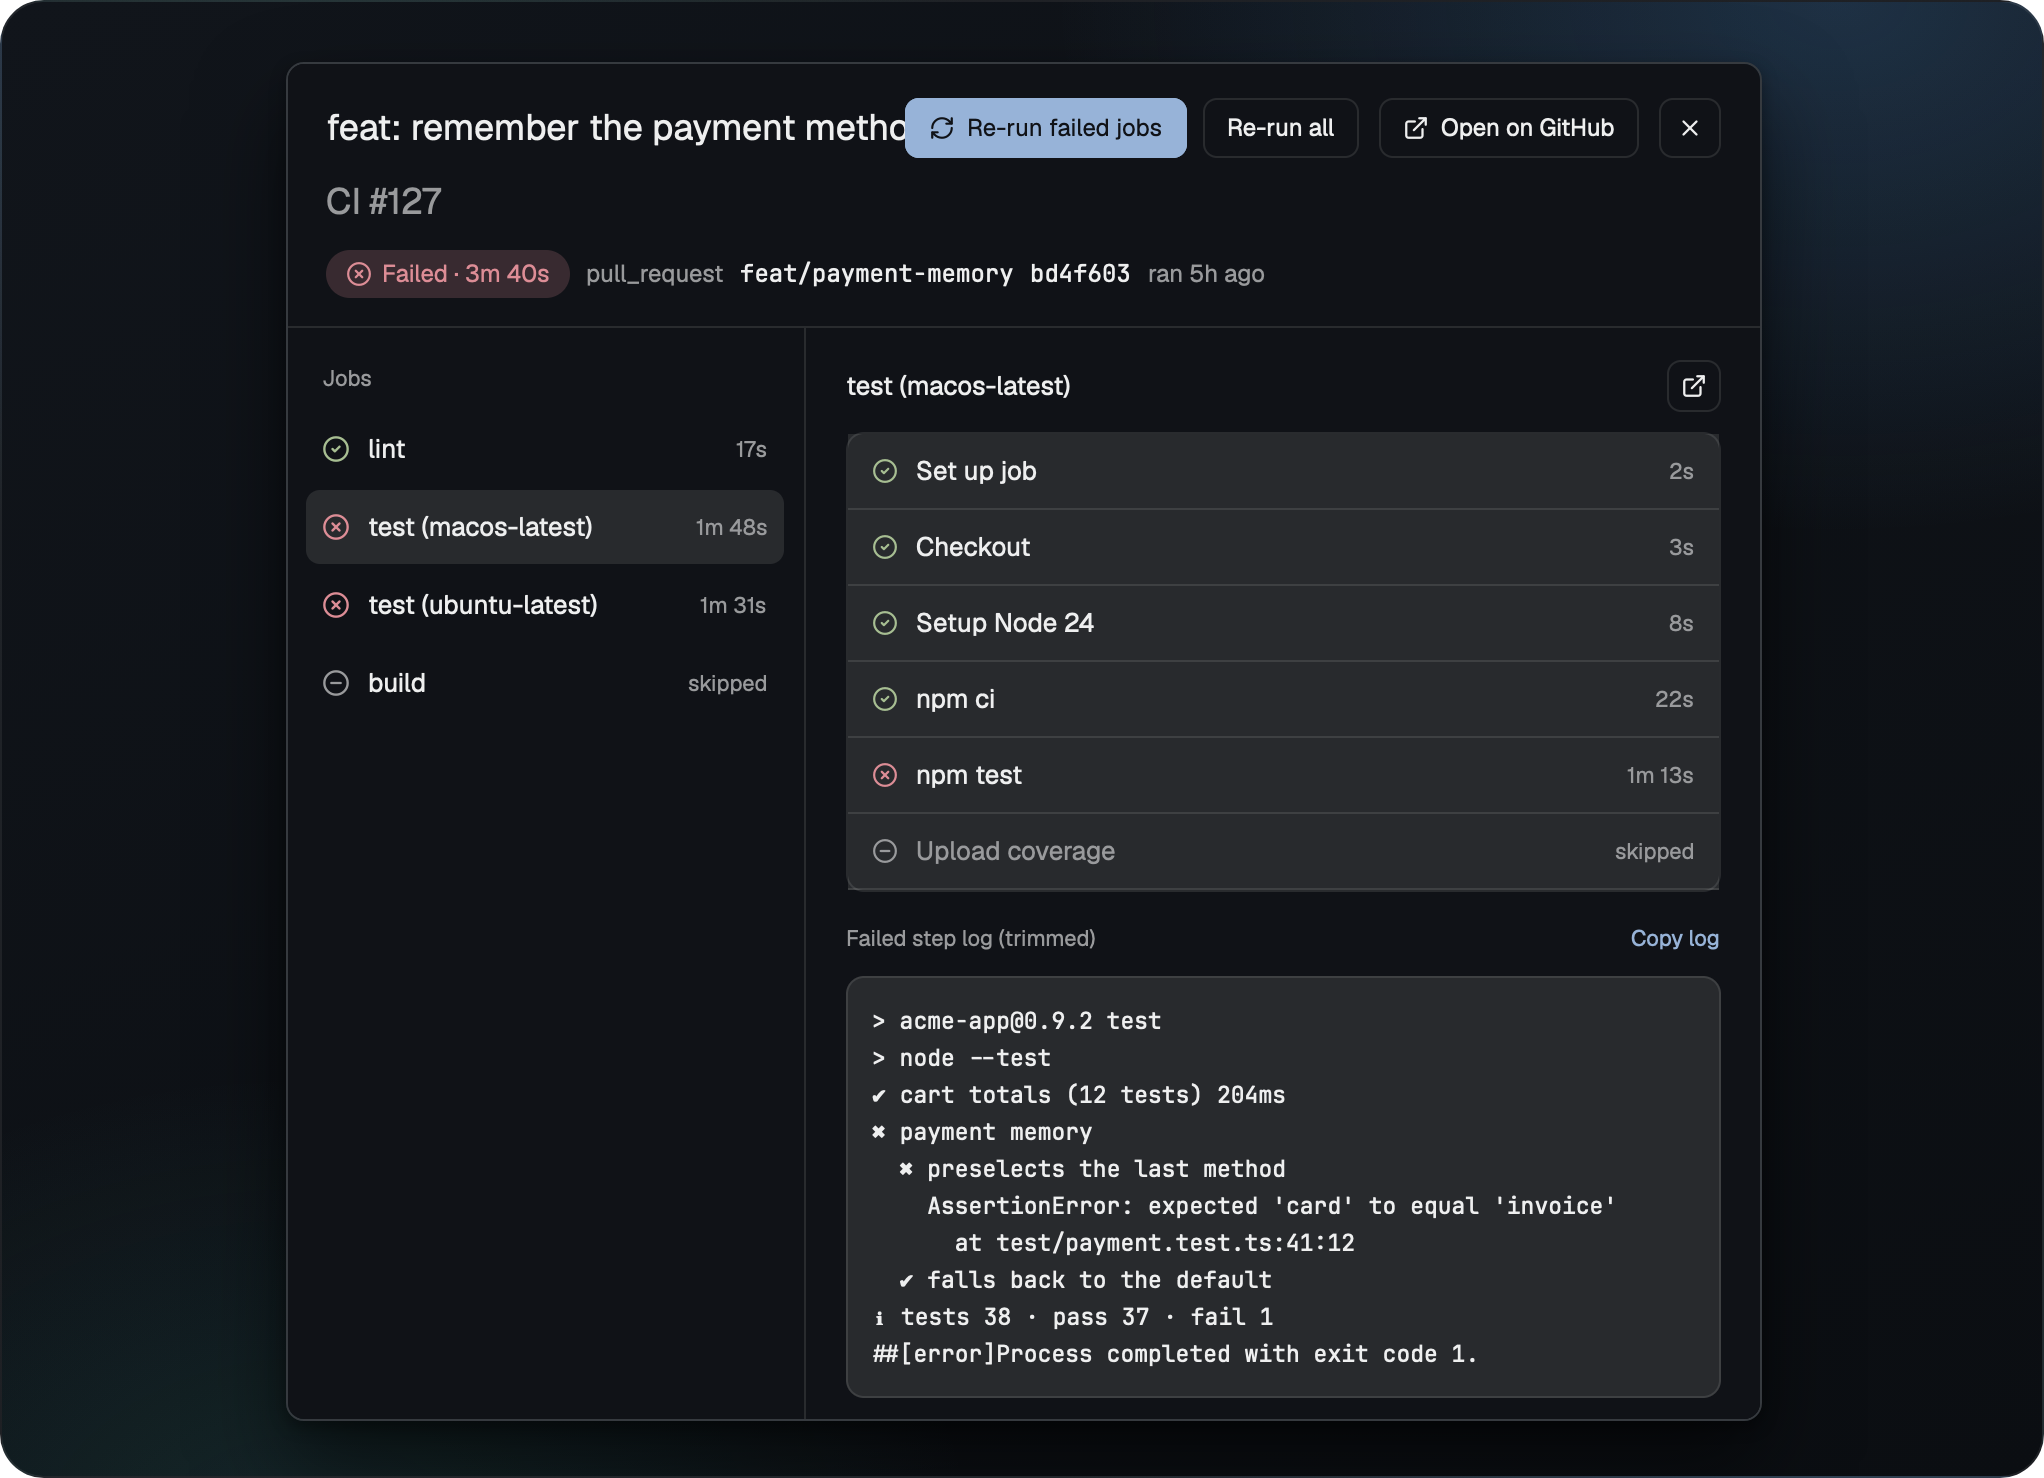 feat: remember the payment metho
Re-run failed jobs
Re-run all
Open on GitHub
CI #127
Failed · 3m 40s pull_request feat/payment-memory bd4f603 ran 5h ago
Jobs
lint 17s
test (macos-latest) 1m 48s
test (ubuntu-latest) 1m 31s
build skipped
test (macos-latest)
Set up job 2s
Checkout 3s
Setup Node 24 8s
npm ci 22s
npm test 1m 13s
Upload coverage skipped
Failed step log (trimmed) Copy log
> acme-app@0.9.2 test
> node --test
✔ cart totals (12 tests) 204ms
✖ payment memory
✖ preselects the last method
AssertionError: expected 'card' to equal 'invoice'
at test/payment.test.ts:41:12
✔ falls back to the default
ℹ tests 38 · pass 37 · fail 1
##[error]Process completed with exit code 1.